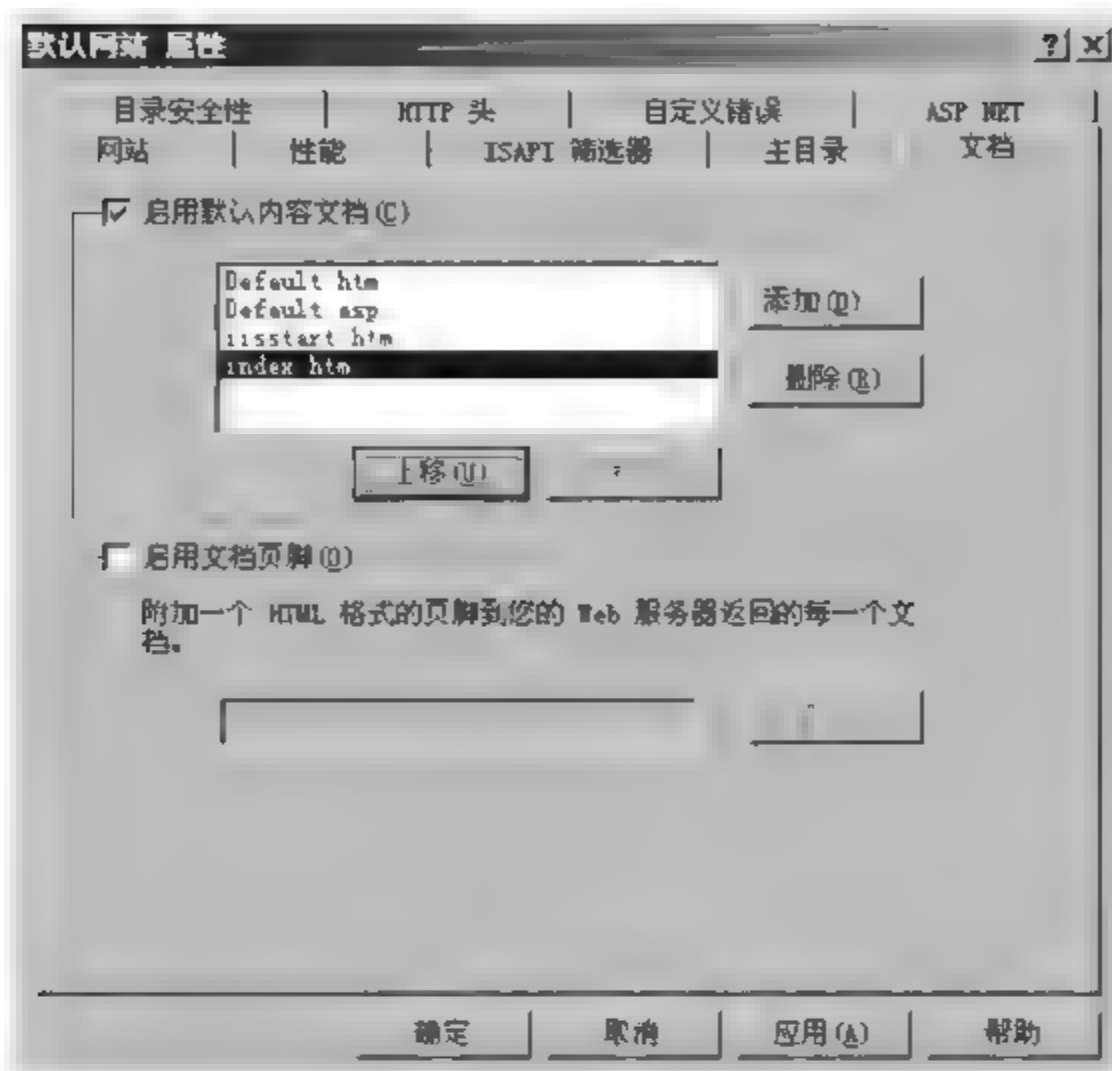 默认网站 属性
目录安全性 HTTP 头 自定义错误 ASP NET
网站 性能 ISAPI 筛选器 主目录 文档
启用默认内容文档(C)
Default htm
Default asp
iisstart htm
index htm
添加(D)
删除(R)
上移(U)
启用文档页脚(O)
附加一个 HTML 格式的页脚到您的 Web 服务器返回的每一个文
档。
确定 取消 应用(A) 帮助